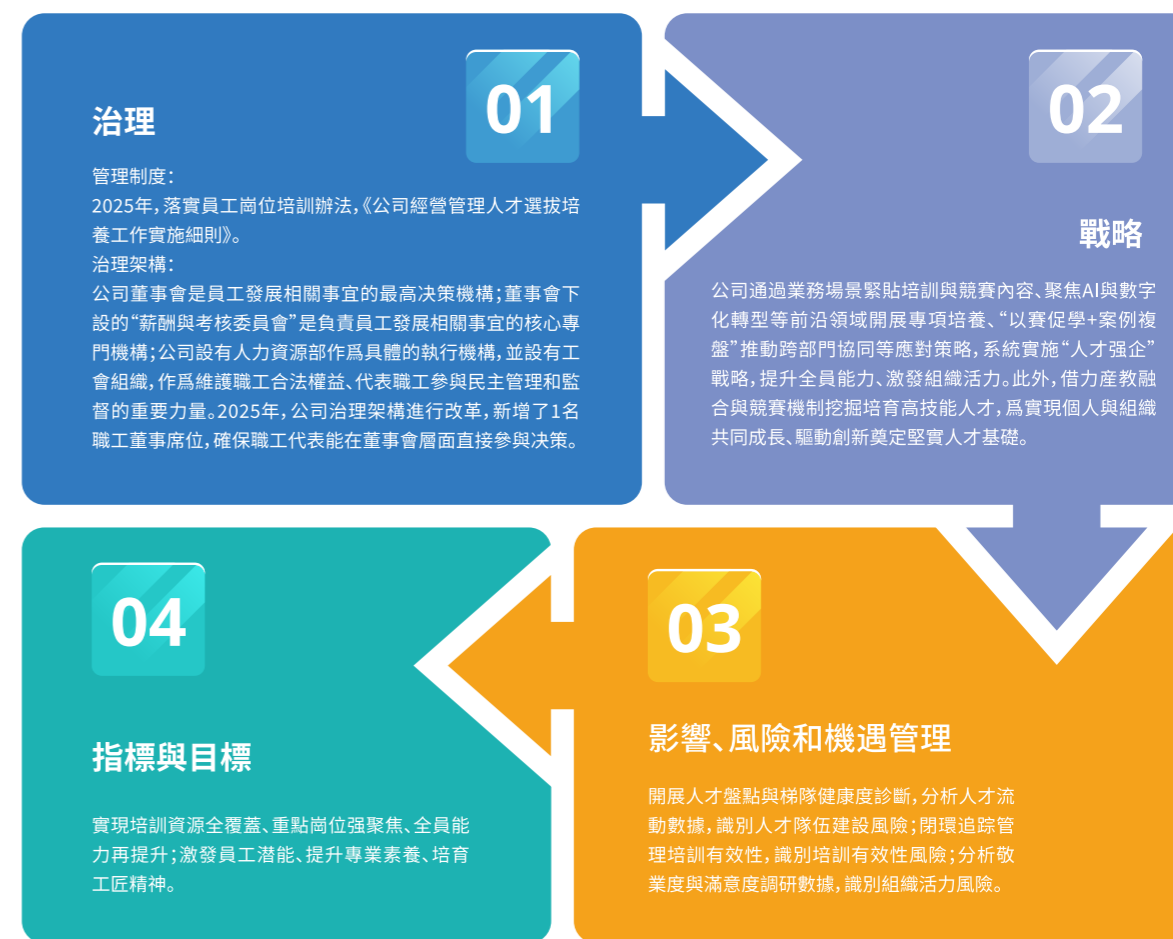 01
治理
管理制度：
2025年，落實員工崗位培訓辦法，《公司經營管理人才選拔培
養工作實施細則》。
治理架構：
公司董事會是員工發展相關事宜的最高決策機構；董事會下
設的“薪酬與考核委員會”是負責員工發展相關事宜的核心專
門機構；公司設有人力資源部作爲具體的執行機構，並設有工
會組織，作爲維護職工合法權益、代表職工參與民主管理和監
督的重要力量。2025年，公司治理架構進行改革，新增了1名
職工董事席位，確保職工代表能在董事會層面直接參與决策。
02
戰略
公司通過業務場景緊貼培訓與競賽內容、聚焦AI與數字
化轉型等前沿領域開展專項培養、“以賽促學+案例複
盤”推動跨部門協同等應對策略，系統實施“人才强企”
戰略，提升全員能力、激發組織活力。此外，借力産教融
合與競賽機制挖掘培育高技能人才，爲實現個人與組織
共同成長、驅動創新奠定堅實人才基礎。
03
影響、風險和機遇管理
開展人才盤點與梯隊健康度診斷，分析人才流
動數據，識別人才隊伍建設風險；閉環追踪管
理培訓有效性，識別培訓有效性風險；分析敬
業度與滿意度調研數據，識別組織活力風險。
04
指標與目標
實現培訓資源全覆蓋、重點崗位强聚焦、全員能
力再提升；激發員工潜能、提升專業素養、培育
工匠精神。